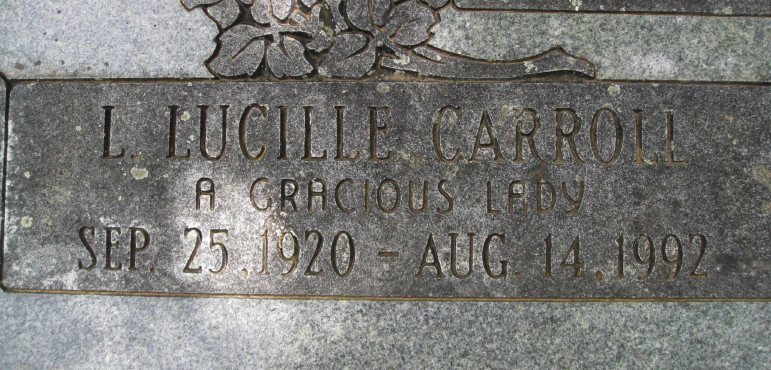 L. LUCILLE CARROLL
A GRACIOUS LADY
SEP. 25, 1920 – AUG. 14, 1992